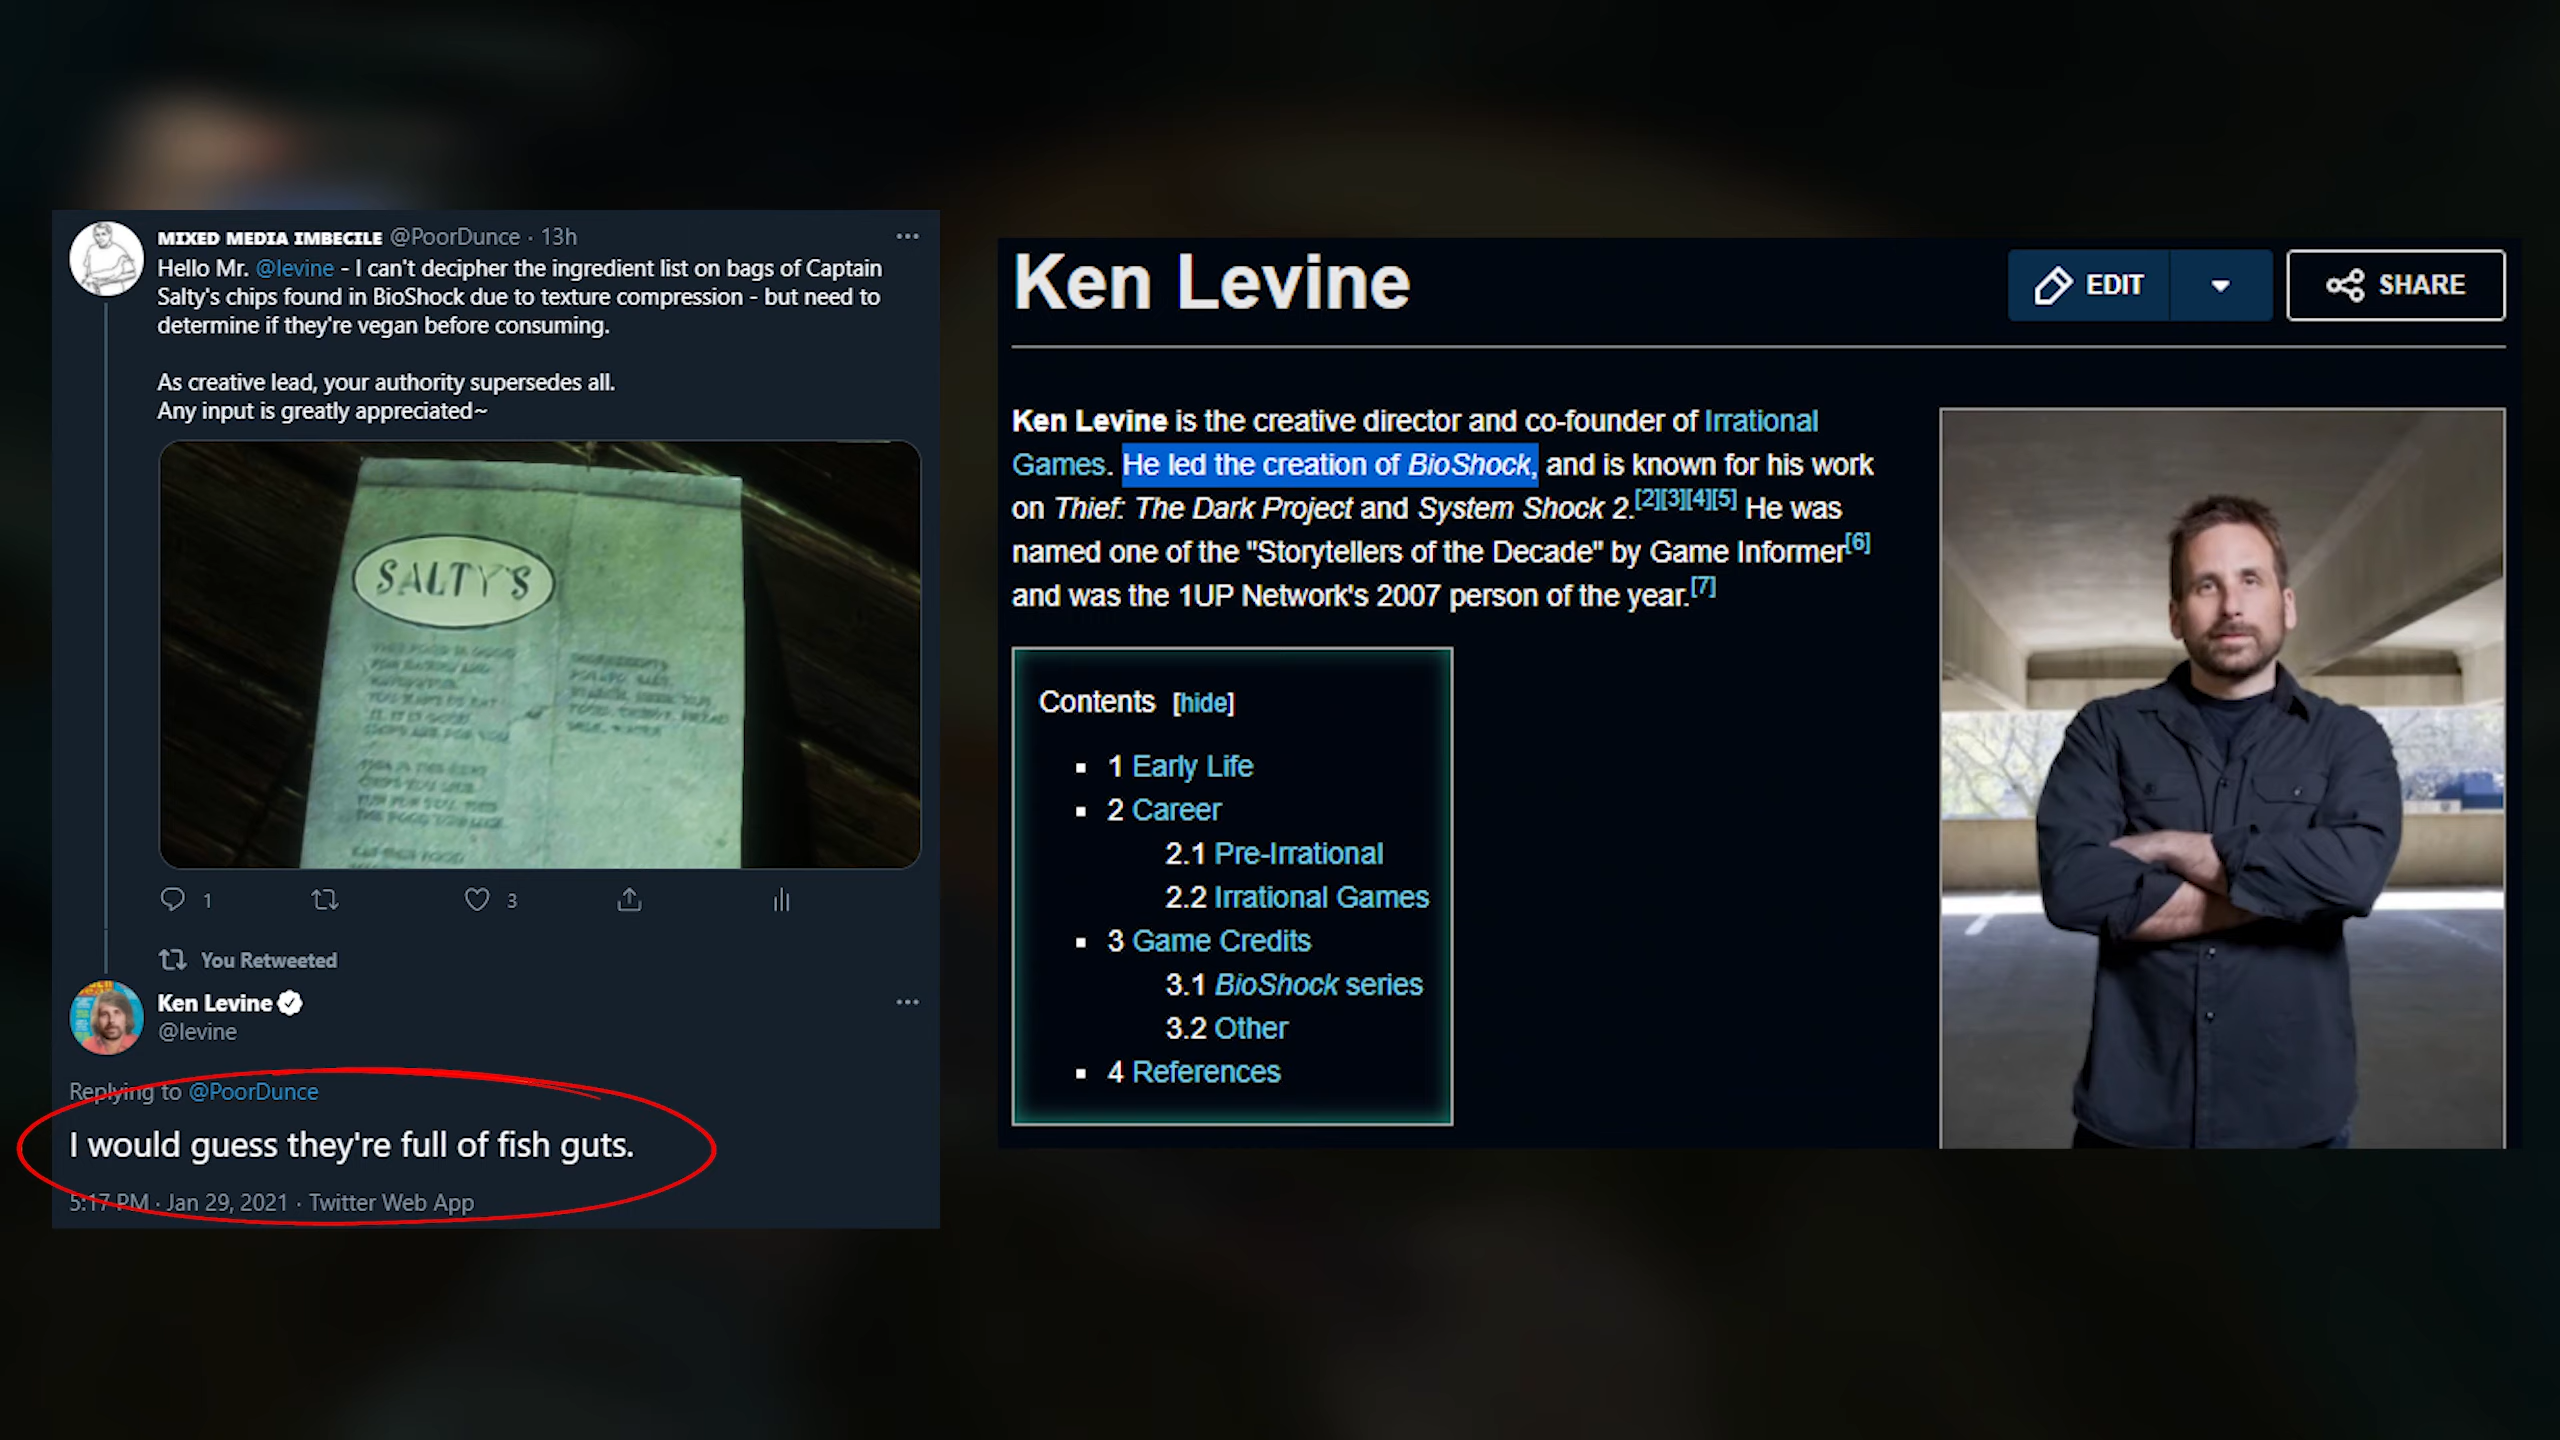 MIXED MEDIA IMBECILE @PoorDunce · 13h
Hello Mr. @levine - I can't decipher the ingredient list on bags of Captain
Salty's chips found in BioShock due to texture compression - but need to
determine if they're vegan before consuming.
As creative lead, your authority supersedes all.
Any input is greatly appreciated~
SALTY'S
1
3
You Retweeted
Ken Levine
@levine
Replying to @PoorDunce
I would guess they're full of fish guts.
5:17 PM · Jan 29, 2021 · Twitter Web App
Ken Levine
EDIT
SHARE
Ken Levine is the creative director and co-founder of Irrational
Games. He led the creation of BioShock, and is known for his work
on Thief: The Dark Project and System Shock 2.[2][3][4][5] He was
named one of the "Storytellers of the Decade" by Game Informer[6]
and was the 1UP Network's 2007 person of the year.[7]
Contents [hide]
1 Early Life
2 Career
2.1 Pre-Irrational
2.2 Irrational Games
3 Game Credits
3.1 BioShock series
3.2 Other
4 References